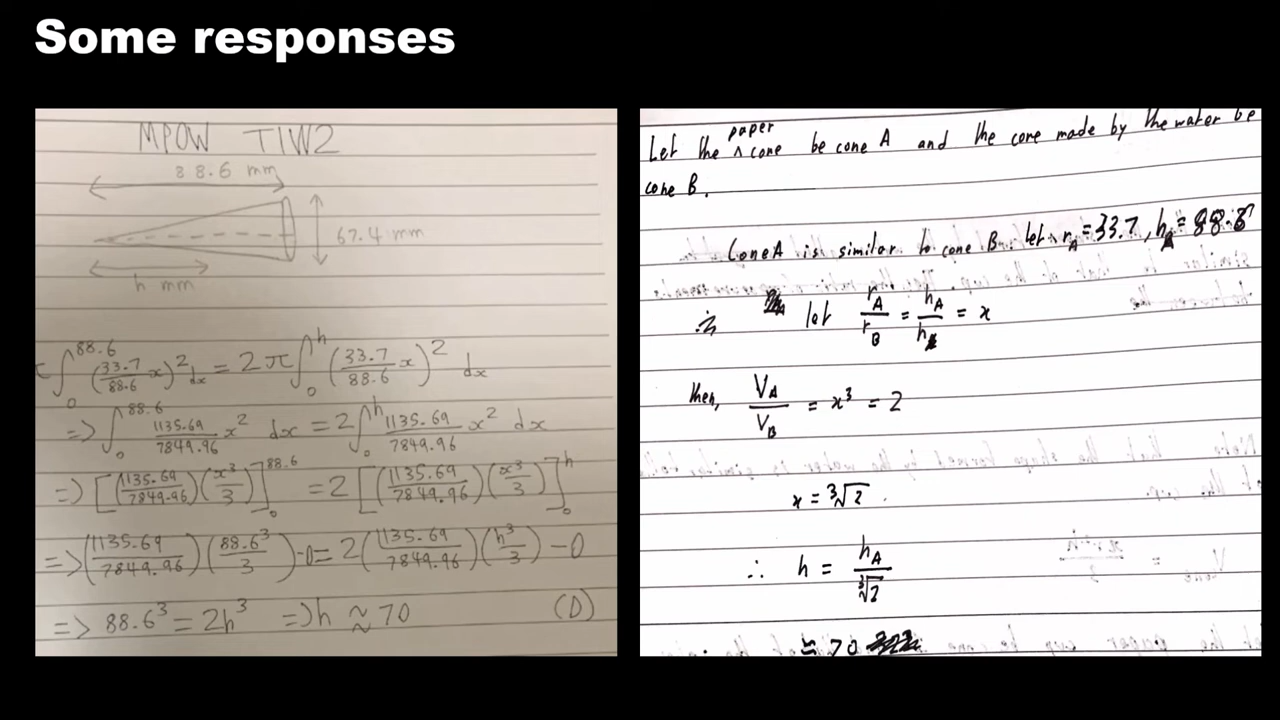 Some responses
MPOW T1W2
88.6 mm
67.4 mm
h mm
∫₀^88.6 (33.7/88.6 x)² dx = 2π ∫₀^h (33.7/88.6 x)² dx
=> ∫₀^88.6 1135.69/7849.96 x² dx = 2 ∫₀^h 1135.69/7849.96 x² dx
=> [(1135.69/7849.96)(x³/3)]₀^88.6 = 2 [(1135.69/7849.96)(x³/3)]₀^h
=> (1135.69/7849.96)(88.6³/3) - 0 = 2 (1135.69/7849.96)(h³/3) - 0
=> 88.6³ = 2h³ => h ≈ 70 (D)
Let the paper cone be cone A and the cone made by the water be
cone B.
Cone A is similar to cone B. let r_A = 33.7, h_A = 88.6
∴ let r_A/r_B = h_A/h = x
then, V_A/V_B = x³ = 2
x = ³√2
∴ h = h_A/³√2
≈ 70